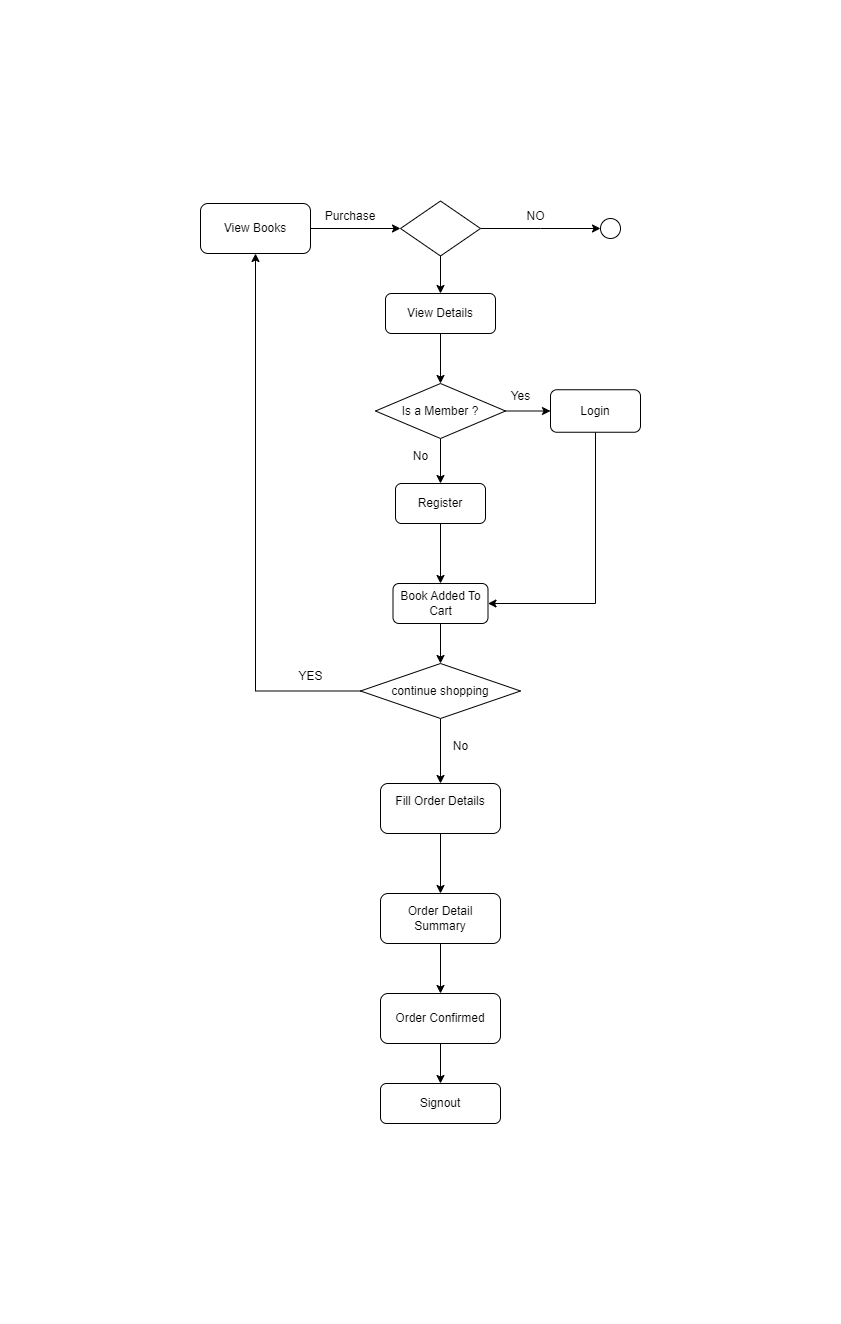 View Books
Purchase
NO
View Details
Is a Member ?
Yes
Login
No
Register
Book Added To
Cart
YES
continue shopping
No
Fill Order Details
Order Detail
Summary
Order Confirmed
Signout